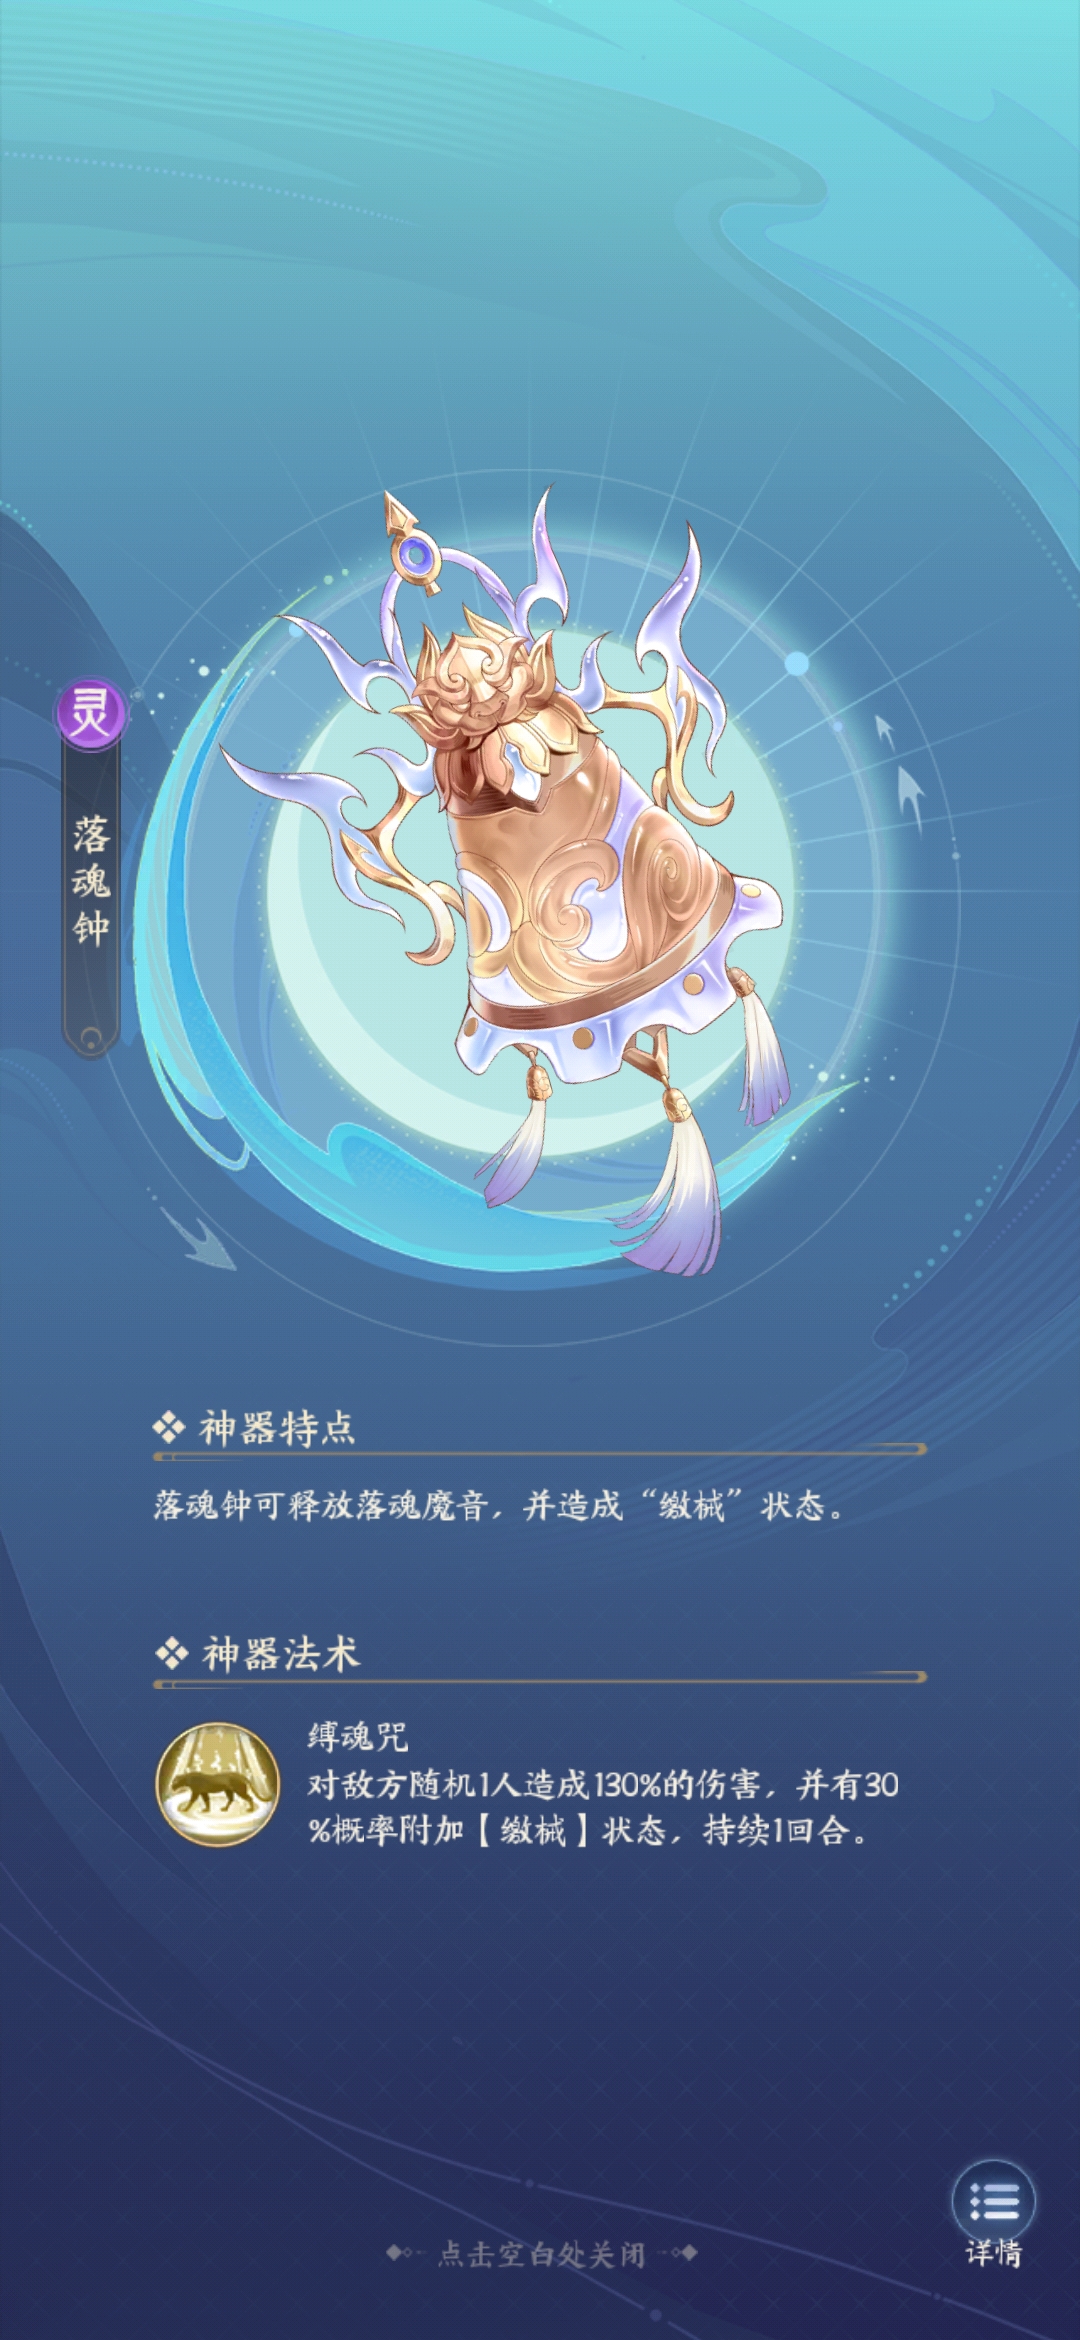 灵
落魂钟
神器特点
落魂钟可释放落魂魔音，并造成“缴械”状态。
神器法术
缚魂咒
对敌方随机1人造成130%的伤害，并有30
%概率附加【缴械】状态，持续1回合。
详情
点击空白处关闭